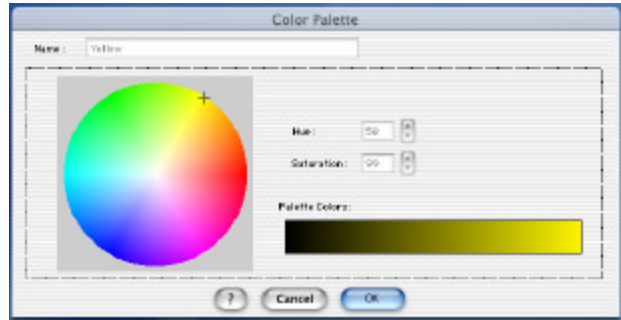 Color Palette
Name: Yellow
Hue: 58
Saturation: 99
Palette Colors:
? Cancel OK